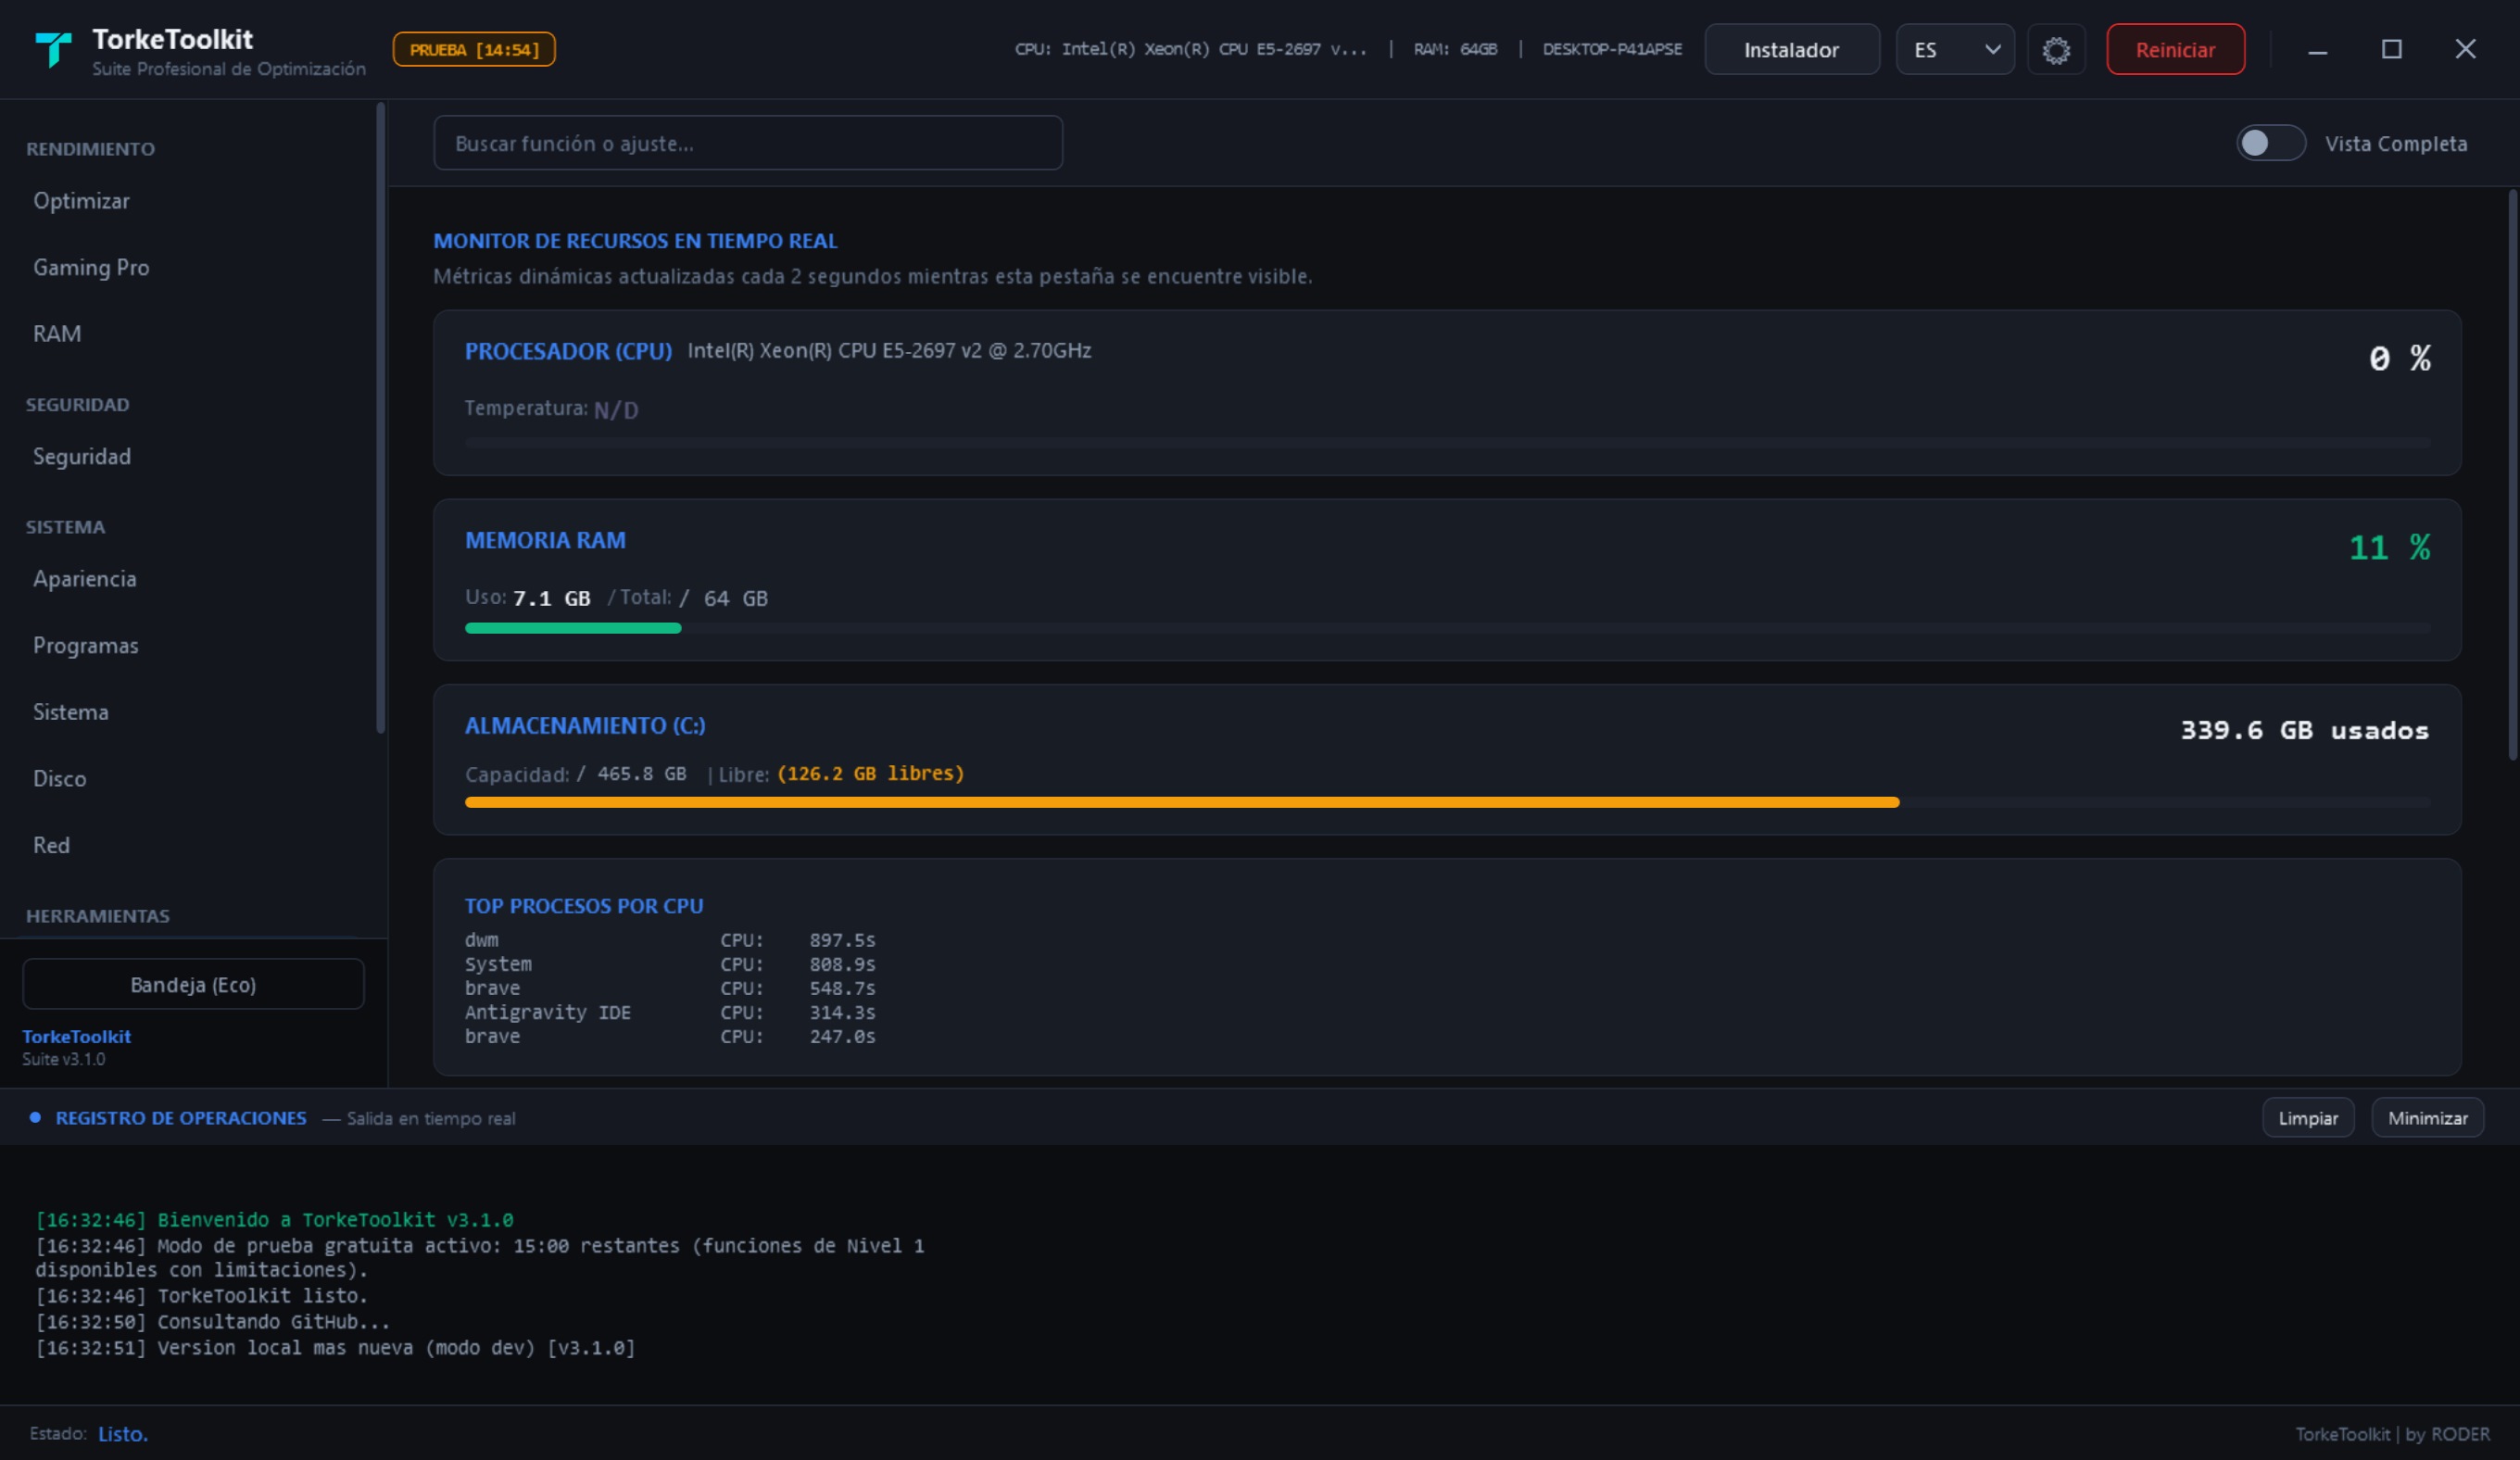 TorkeToolkit
Suite Profesional de Optimización
PRUEBA [14:54]
CPU: Intel(R) Xeon(R) CPU E5-2697 v... | RAM: 64GB | DESKTOP-P41APSE
Instalador
ES
Reiniciar
RENDIMIENTO
Optimizar
Gaming Pro
RAM
SEGURIDAD
Seguridad
SISTEMA
Apariencia
Programas
Sistema
Disco
Red
HERRAMIENTAS
Bandeja (Eco)
TorkeToolkit
Suite v3.1.0
Buscar función o ajuste...
Vista Completa
MONITOR DE RECURSOS EN TIEMPO REAL
Métricas dinámicas actualizadas cada 2 segundos mientras esta pestaña se encuentre visible.
PROCESADOR (CPU) Intel(R) Xeon(R) CPU E5-2697 v2 @ 2.70GHz
0 %
Temperatura: N/D
MEMORIA RAM
11 %
Uso: 7.1 GB / Total: / 64 GB
ALMACENAMIENTO (C:)
339.6 GB usados
Capacidad: / 465.8 GB | Libre: (126.2 GB libres)
TOP PROCESOS POR CPU
dwm CPU: 897.5s
System CPU: 808.9s
brave CPU: 548.7s
Antigravity IDE CPU: 314.3s
brave CPU: 247.0s
REGISTRO DE OPERACIONES — Salida en tiempo real
Limpiar
Minimizar
[16:32:46] Bienvenido a TorkeToolkit v3.1.0
[16:32:46] Modo de prueba gratuita activo: 15:00 restantes (funciones de Nivel 1
disponibles con limitaciones).
[16:32:46] TorkeToolkit listo.
[16:32:50] Consultando GitHub...
[16:32:51] Version local mas nueva (modo dev) [v3.1.0]
Estado: Listo.
TorkeToolkit | by RODER